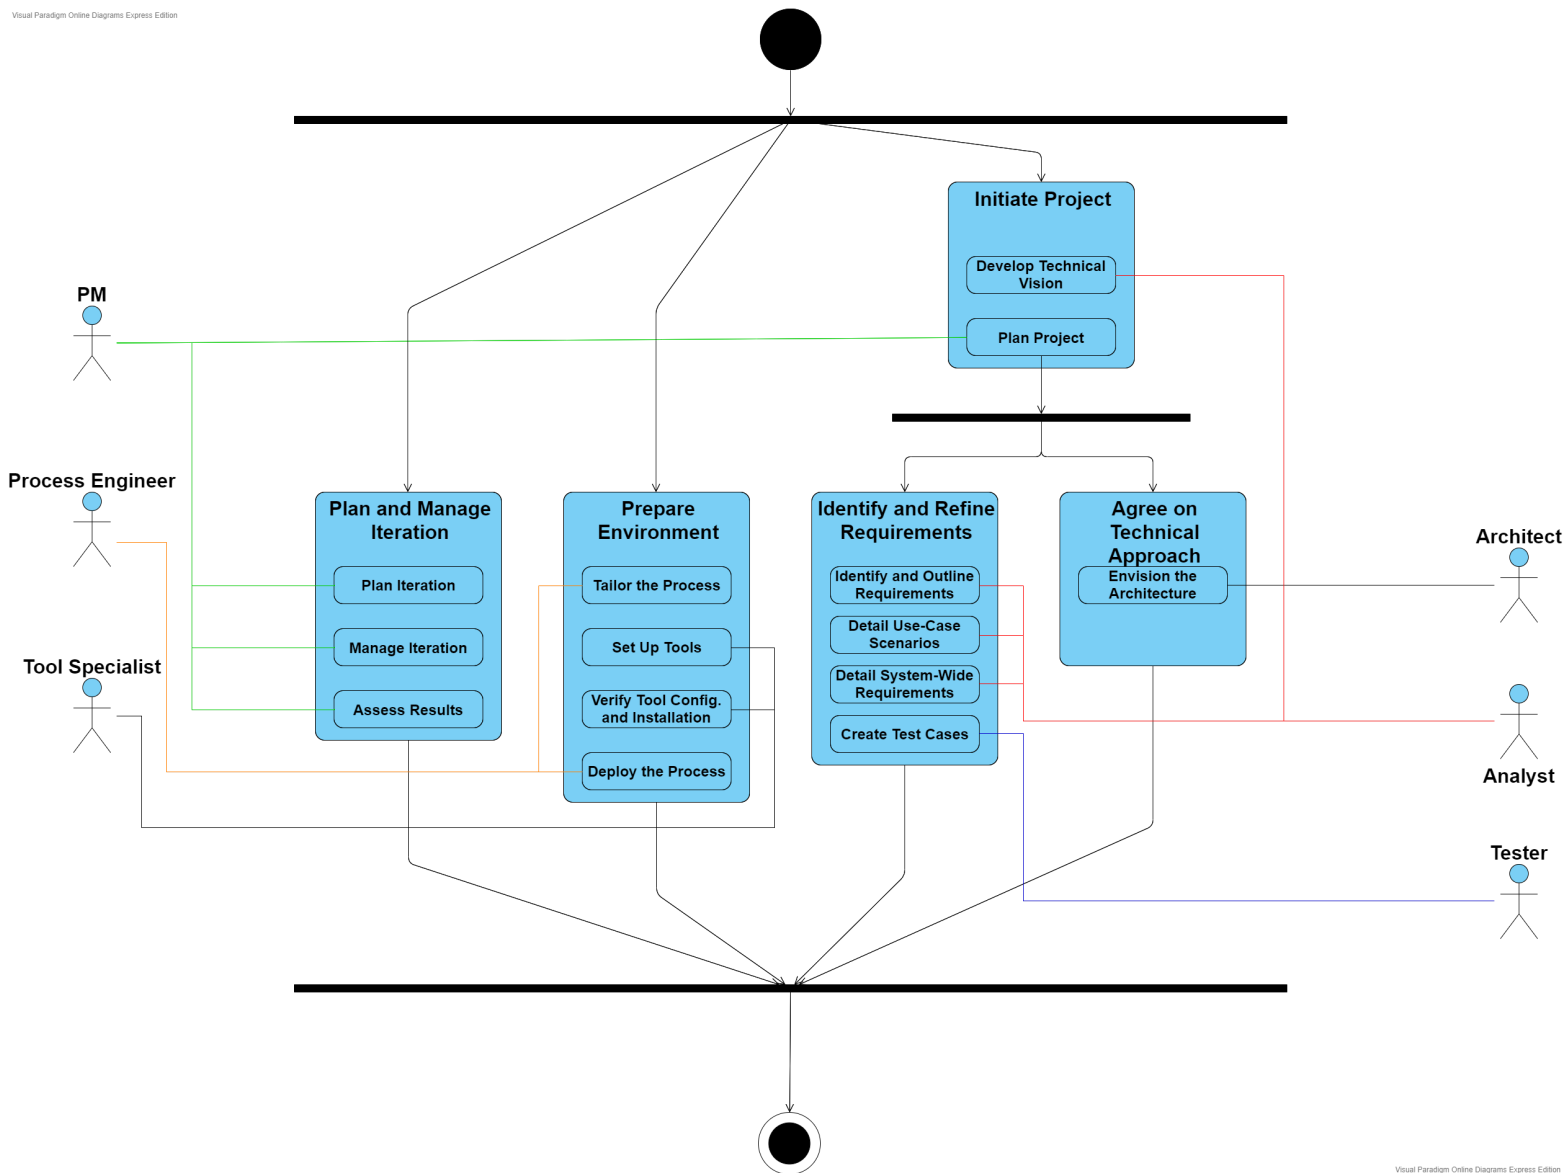 Visual Paradigm Online Diagrams Express Edition
Initiate Project
Develop Technical
Vision
Plan Project
PM
Process Engineer
Tool Specialist
Plan and Manage
Iteration
Plan Iteration
Manage Iteration
Assess Results
Prepare
Environment
Tailor the Process
Set Up Tools
Verify Tool Config.
and Installation
Deploy the Process
Identify and Refine
Requirements
Identify and Outline
Requirements
Detail Use-Case
Scenarios
Detail System-Wide
Requirements
Create Test Cases
Agree on
Technical
Approach
Envision the
Architecture
Architect
Analyst
Tester
Visual Paradigm Online Diagrams Express Edition